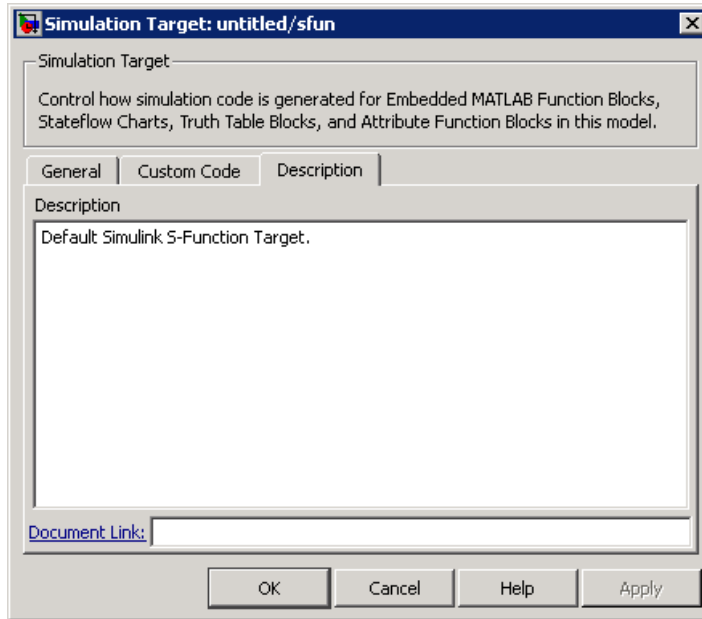 Simulation Target: untitled/sfun
Simulation Target
Control how simulation code is generated for Embedded MATLAB Function Blocks,
Stateflow Charts, Truth Table Blocks, and Attribute Function Blocks in this model.
General Custom Code Description
Description
Default Simulink S-Function Target.
Document Link:
OK Cancel Help Apply